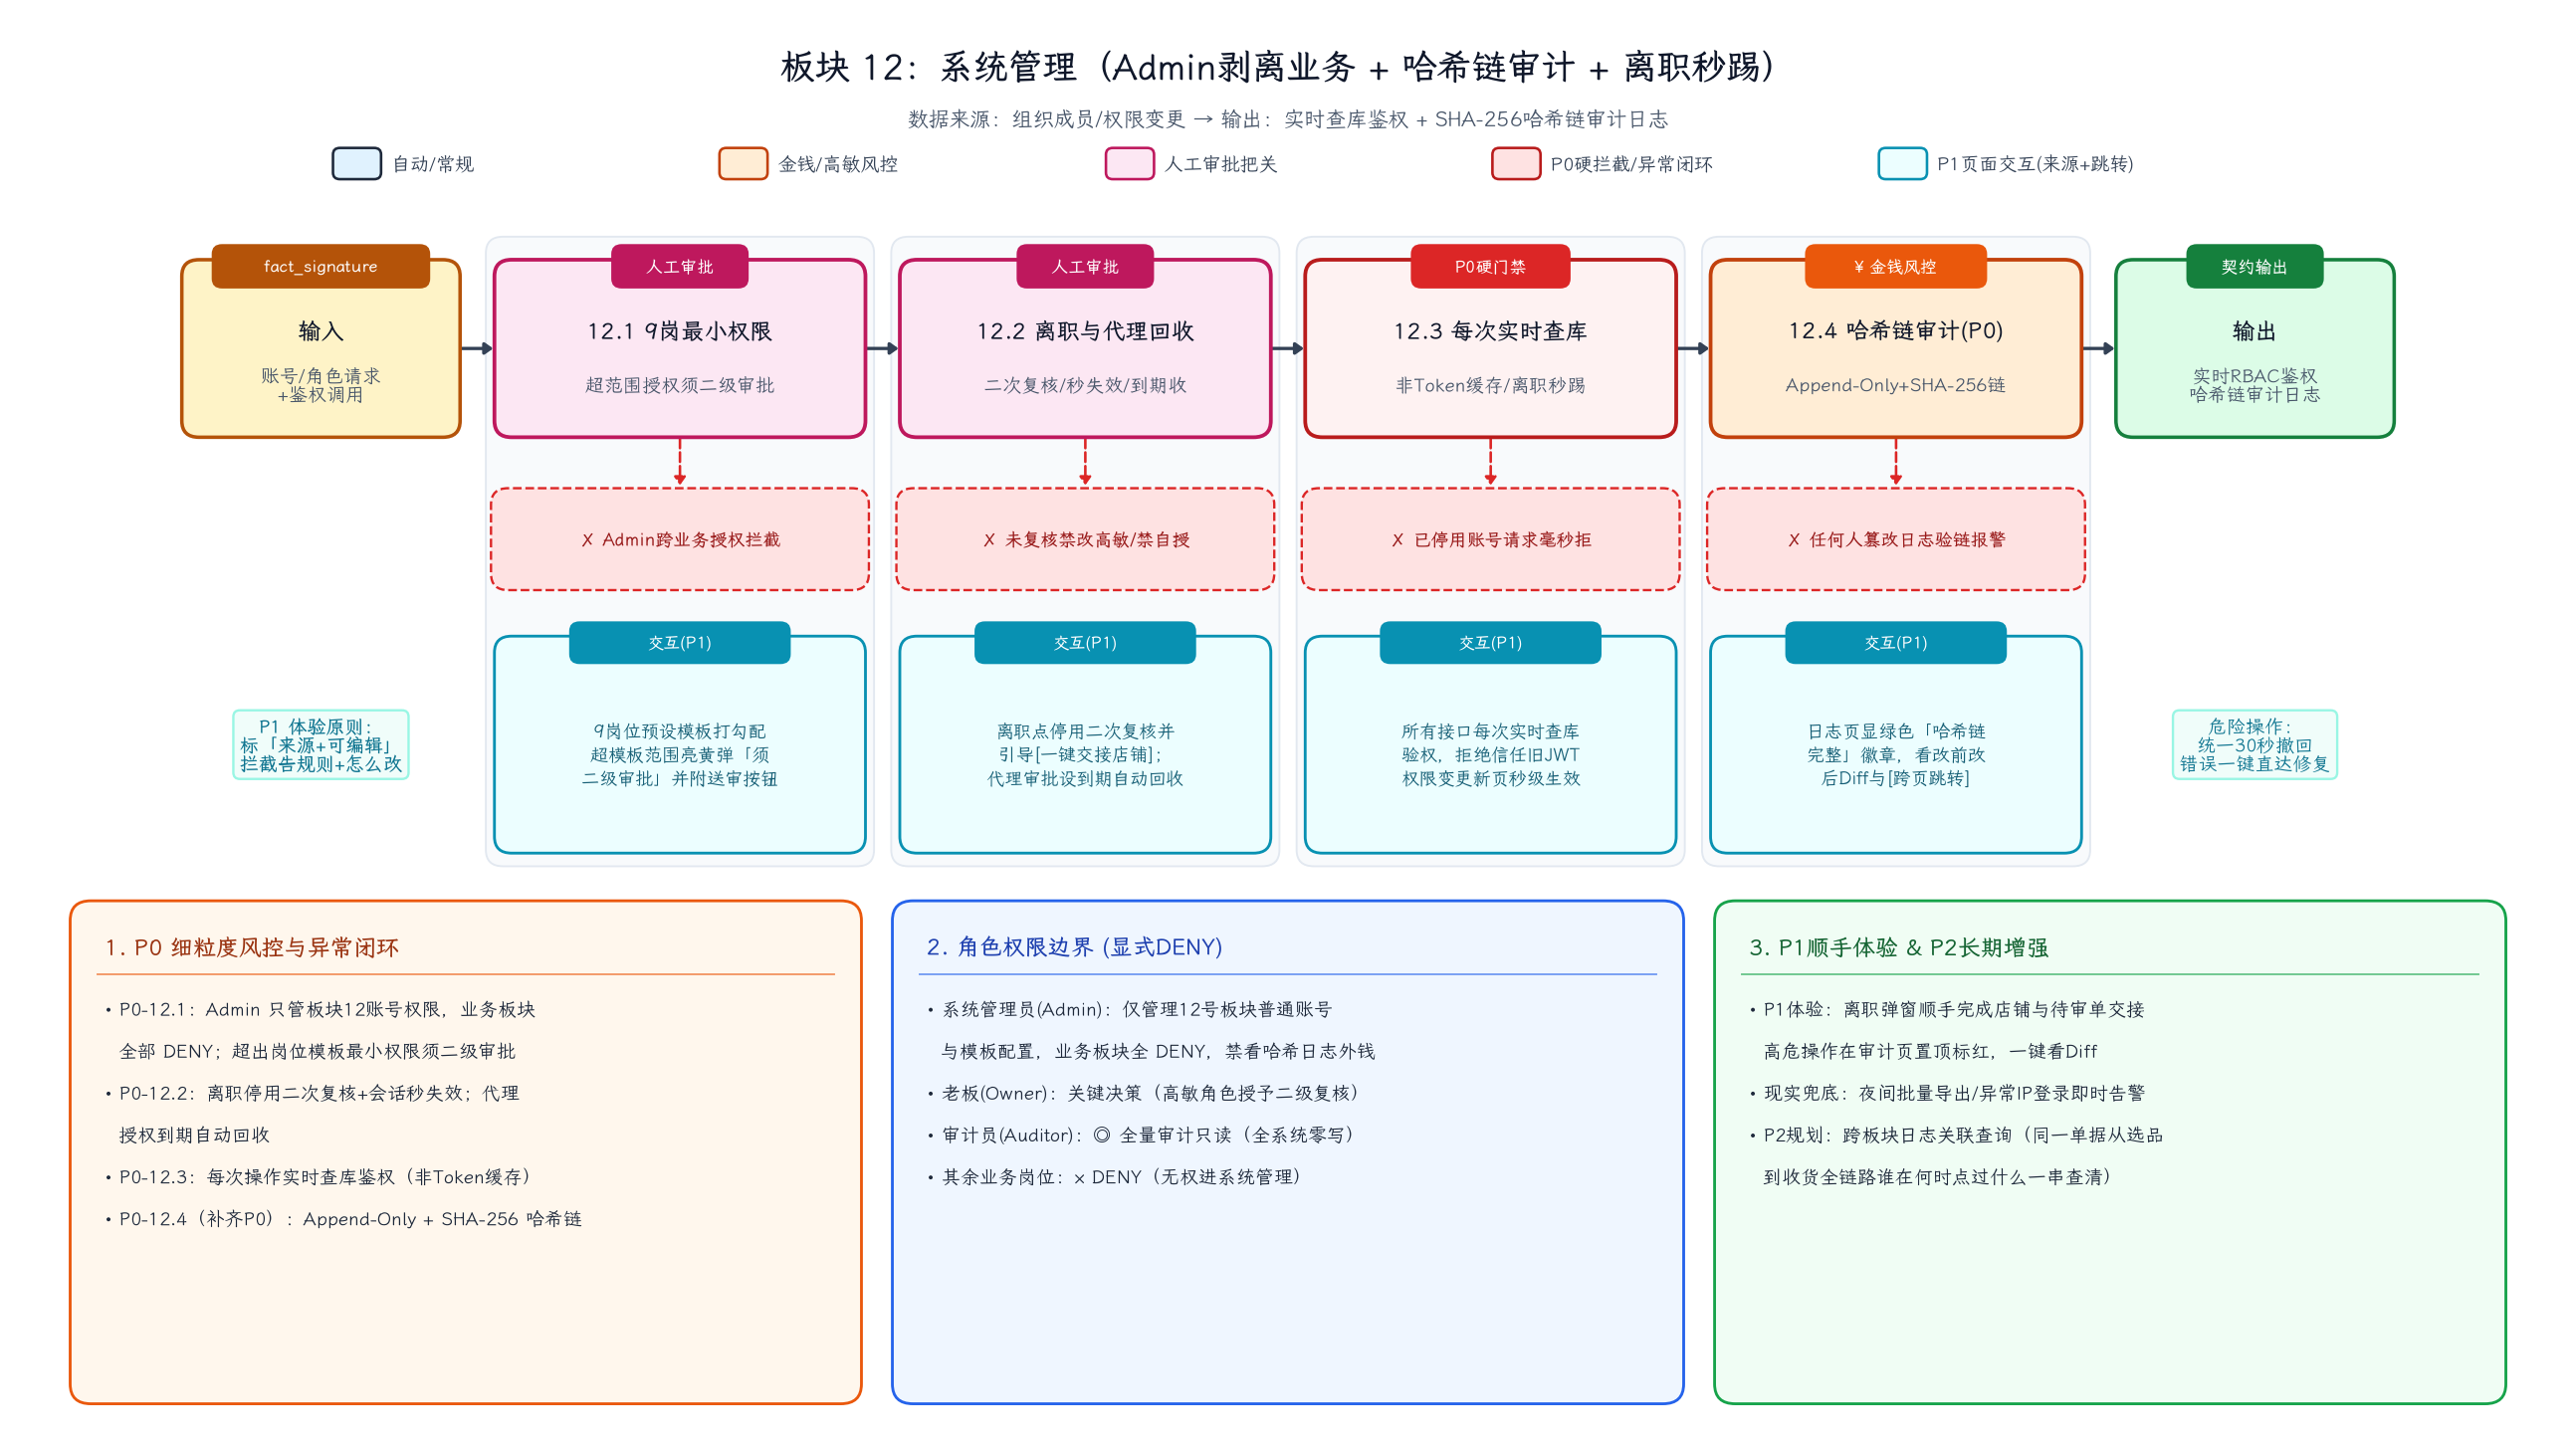 板块 12：系统管理（Admin剥离业务 + 哈希链审计 + 离职秒踢）
数据来源：组织成员/权限变更 → 输出：实时查库鉴权 + SHA-256哈希链审计日志
自动/常规
金钱/高敏风控
人工审批把关
P0硬拦截/异常闭环
P1页面交互(来源+跳转)
fact_signature
输入
账号/角色请求
+鉴权调用
人工审批
12.1 9岗最小权限
超范围授权须二级审批
人工审批
12.2 离职与代理回收
二次复核/秒失效/到期收
P0硬门禁
12.3 每次实时查库
非Token缓存/离职秒踢
¥ 金钱风控
12.4 哈希链审计(P0)
Append-Only+SHA-256链
契约输出
输出
实时RBAC鉴权
哈希链审计日志
X Admin跨业务授权拦截
X 未复核禁改高敏/禁自授
X 已停用账号请求毫秒拒
X 任何人篡改日志验链报警
P1 体验原则：
标「来源+可编辑」
拦截告规则+怎么改
交互(P1)
9岗位预设模板打勾配
超模板范围亮黄弹「须
二级审批」并附送审按钮
交互(P1)
离职点停用二次复核并
引导[一键交接店铺]；
代理审批设到期自动回收
交互(P1)
所有接口每次实时查库
验权，拒绝信任旧JWT
权限变更新页秒级生效
交互(P1)
日志页显绿色「哈希链
完整」徽章，看改前改
后Diff与[跨页跳转]
危险操作：
统一30秒撤回
错误一键直达修复
1. P0 细粒度风控与异常闭环
• P0-12.1：Admin 只管板块12账号权限，业务板块
全部 DENY；超出岗位模板最小权限须二级审批
• P0-12.2：离职停用二次复核+会话秒失效；代理
授权到期自动回收
• P0-12.3：每次操作实时查库鉴权（非Token缓存）
• P0-12.4（补齐P0）：Append-Only + SHA-256 哈希链
2. 角色权限边界 (显式DENY)
• 系统管理员(Admin)：仅管理12号板块普通账号
与模板配置，业务板块全 DENY，禁看哈希日志外钱
• 老板(Owner)：关键决策（高敏角色授予二级复核）
• 审计员(Auditor)：◎ 全量审计只读（全系统零写）
• 其余业务岗位：× DENY（无权进系统管理）
3. P1顺手体验 & P2长期增强
• P1体验：离职弹窗顺手完成店铺与待审单交接
高危操作在审计页置顶标红，一键看Diff
• 现实兜底：夜间批量导出/异常IP登录即时告警
• P2规划：跨板块日志关联查询（同一单据从选品
到收货全链路谁在何时点过什么一串查清）